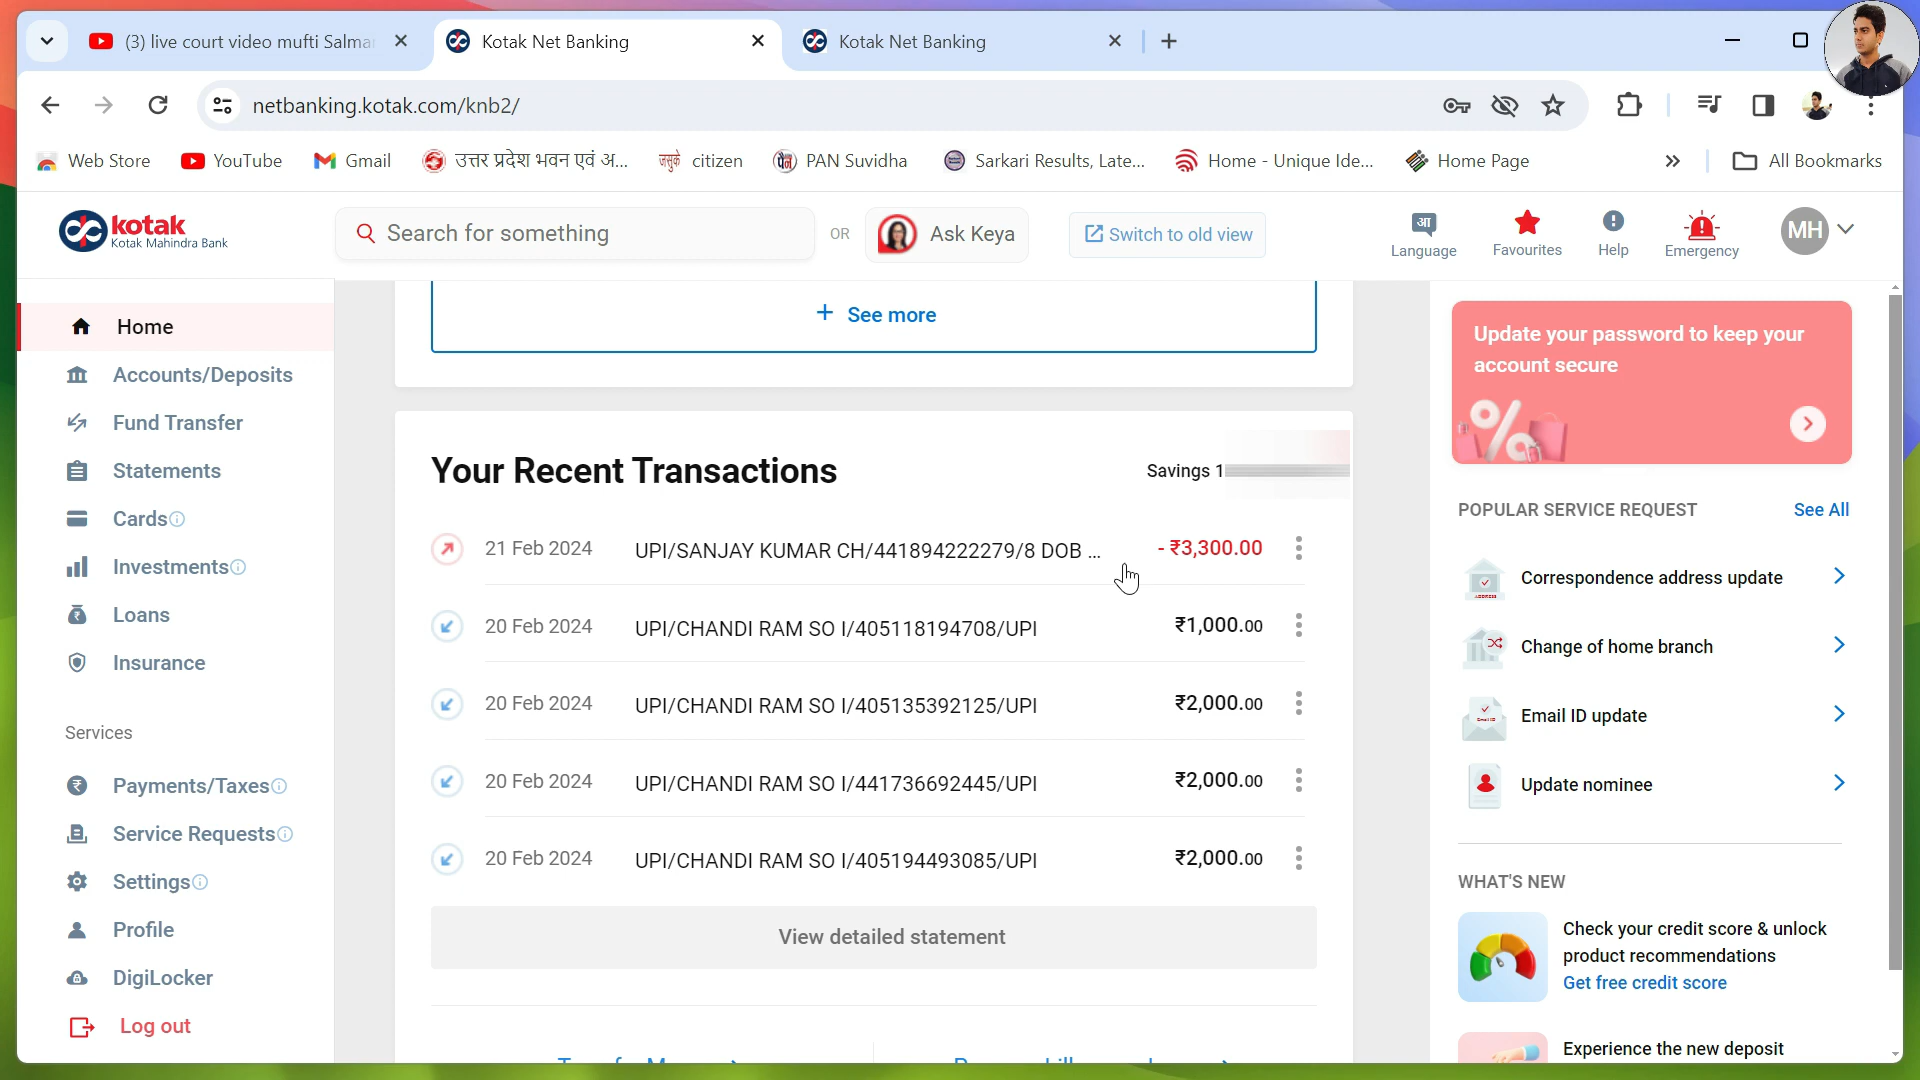 (3) live court video mufti Salma
Kotak Net Banking
Kotak Net Banking
netbanking.kotak.com/knb2/
Web Store
YouTube
Gmail
उत्तर प्रदेश भवन एवं अ...
citizen
PAN Suvidha
Sarkari Results, Late...
Home - Unique Ide...
Home Page
All Bookmarks
kotak
Kotak Mahindra Bank
Search for something
OR
Ask Keya
Switch to old view
Language
Favourites
Help
Emergency
MH
Home
Accounts/Deposits
Fund Transfer
Statements
Cards
Investments
Loans
Insurance
Services
Payments/Taxes
Service Requests
Settings
Profile
DigiLocker
Log out
+ See more
Your Recent Transactions
Savings 1
21 Feb 2024 UPI/SANJAY KUMAR CH/441894222279/8 DOB ... - ₹3,300.00
20 Feb 2024 UPI/CHANDI RAM SO I/405118194708/UPI ₹1,000.00
20 Feb 2024 UPI/CHANDI RAM SO I/405135392125/UPI ₹2,000.00
20 Feb 2024 UPI/CHANDI RAM SO I/441736692445/UPI ₹2,000.00
20 Feb 2024 UPI/CHANDI RAM SO I/405194493085/UPI ₹2,000.00
View detailed statement
Update your password to keep your
account secure
POPULAR SERVICE REQUEST See All
Correspondence address update
Change of home branch
Email ID update
Update nominee
WHAT'S NEW
Check your credit score & unlock
product recommendations
Get free credit score
Experience the new deposit